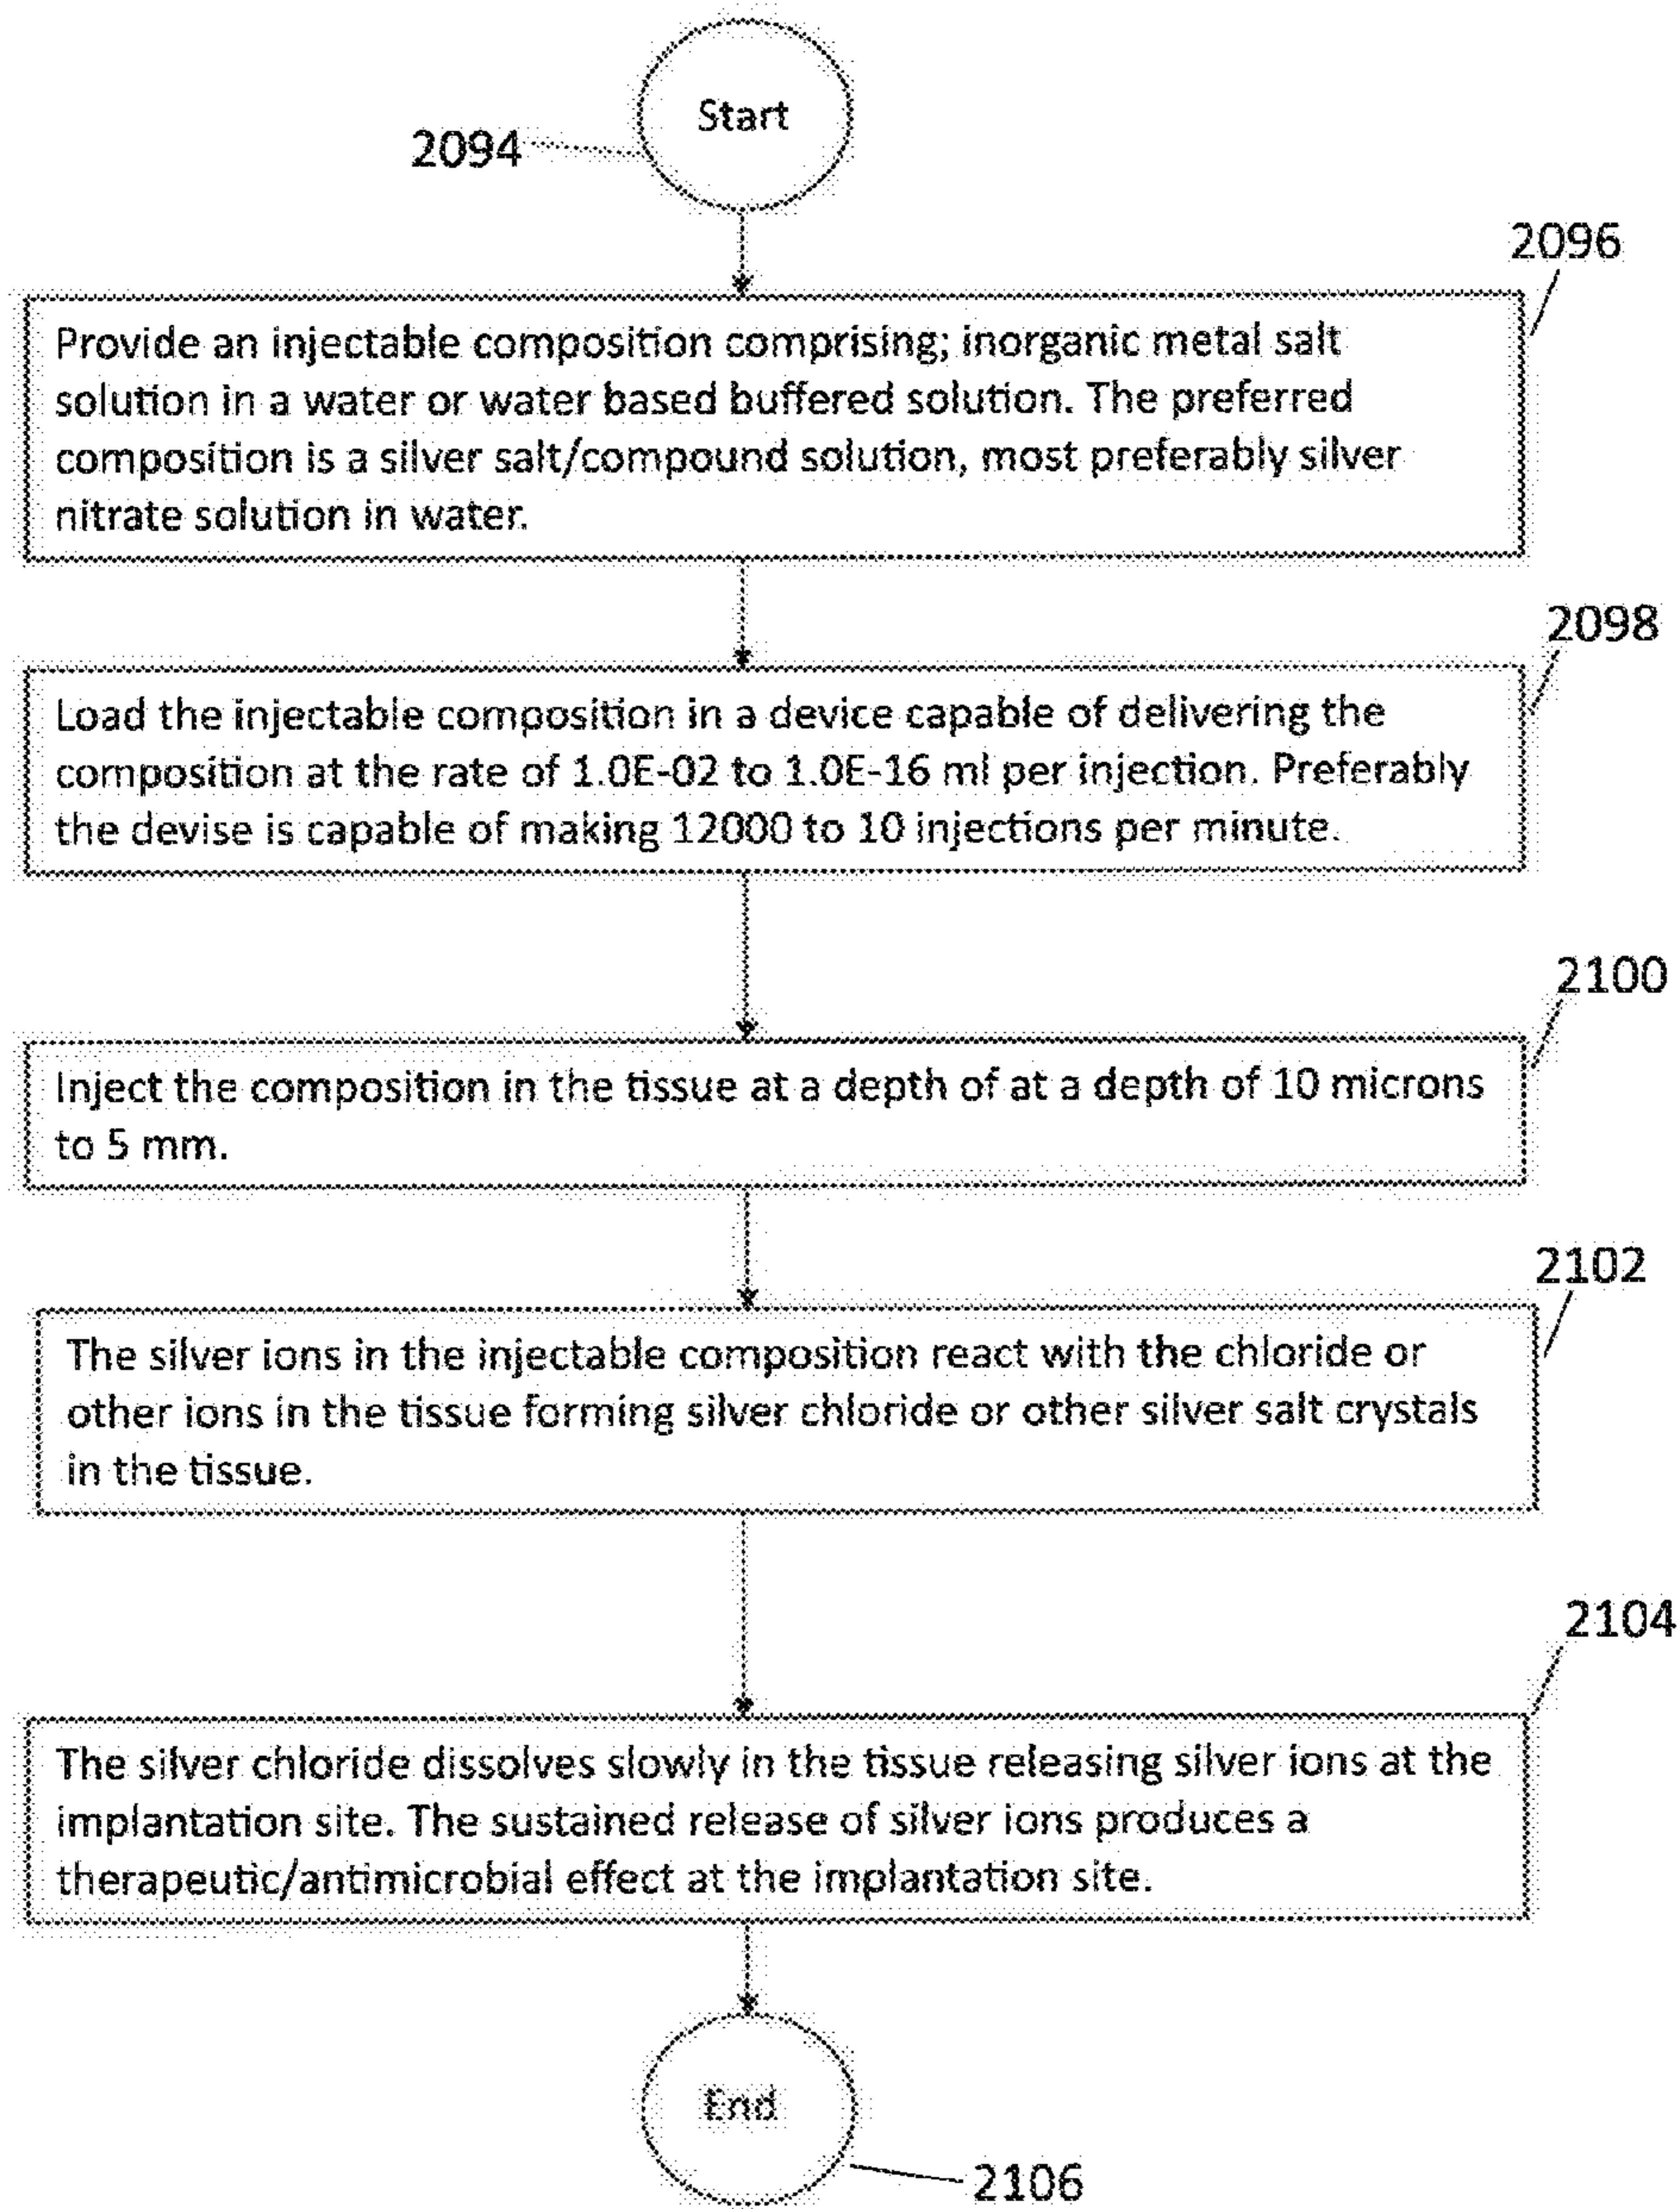 Start
2094
2096
Provide an injectable composition comprising; inorganic metal salt
solution in a water or water based buffered solution. The preferred
composition is a silver salt/compound solution, most preferably silver
nitrate solution in water.
2098
Load the injectable composition in a device capable of delivering the
composition at the rate of 1.0E-02 to 1.0E-16 ml per injection. Preferably
the devise is capable of making 12000 to 10 injections per minute.
2100
Inject the composition in the tissue at a depth of at a depth of 10 microns
to 5 mm.
2102
The silver ions in the injectable composition react with the chloride or
other ions in the tissue forming silver chloride or other silver salt crystals
in the tissue.
2104
The silver chloride dissolves slowly in the tissue releasing silver ions at the
implantation site. The sustained release of silver ions produces a
therapeutic/antimicrobial effect at the implantation site.
End
2106